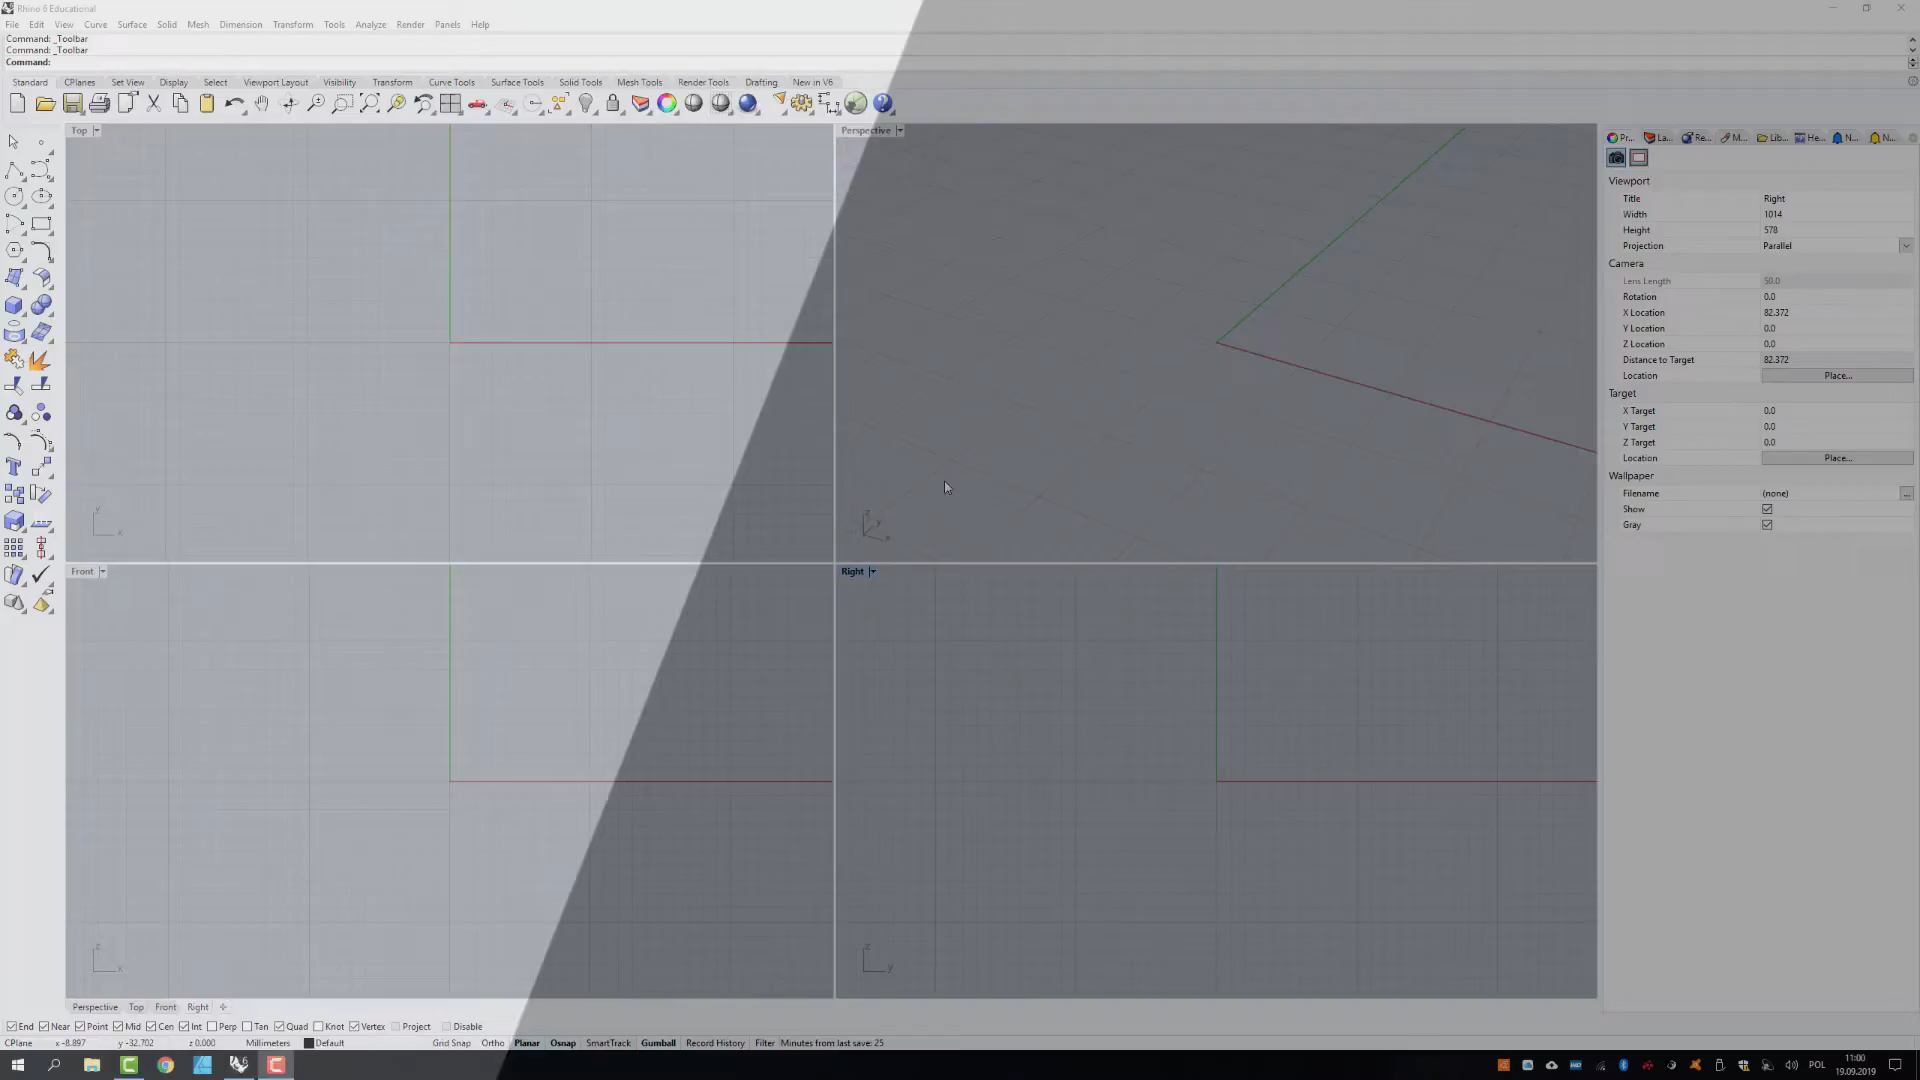 Rhino 6 Educational
File Edit View Curve Surface Solid Mesh Dimension Transform Tools Analyze Render Panels Help
Command: _Toolbar
Command: _Toolbar
Command:
Standard CPlanes Set View Display Select Viewport Layout Visibility Transform Curve Tools Surface Tools Solid Tools Mesh Tools Render Tools Drafting New in V6
Top
Perspective
Pr... La... Re... M... Lib... He... N... N...
Viewport
Title Right
Width 1014
Height 578
Projection Parallel
Camera
Lens Length 50.0
Rotation 0.0
X Location 82.372
Y Location 0.0
Z Location 0.0
Distance to Target 82.372
Location Place...
Target
X Target 0.0
Y Target 0.0
Z Target 0.0
Location Place...
Wallpaper
Filename (none) ...
Show
Gray
y
x
z
y
x
Front
Right
z
x
z
y
Perspective Top Front Right
End Near Point Mid Cen Int Perp Tan Quad Knot Vertex Project Disable
CPlane x -8.897 y -32.702 z 0.000 Millimeters Default Grid Snap Ortho Planar Osnap SmartTrack Gumball Record History Filter Minutes from last save: 25
POL
11:00
19.09.2019